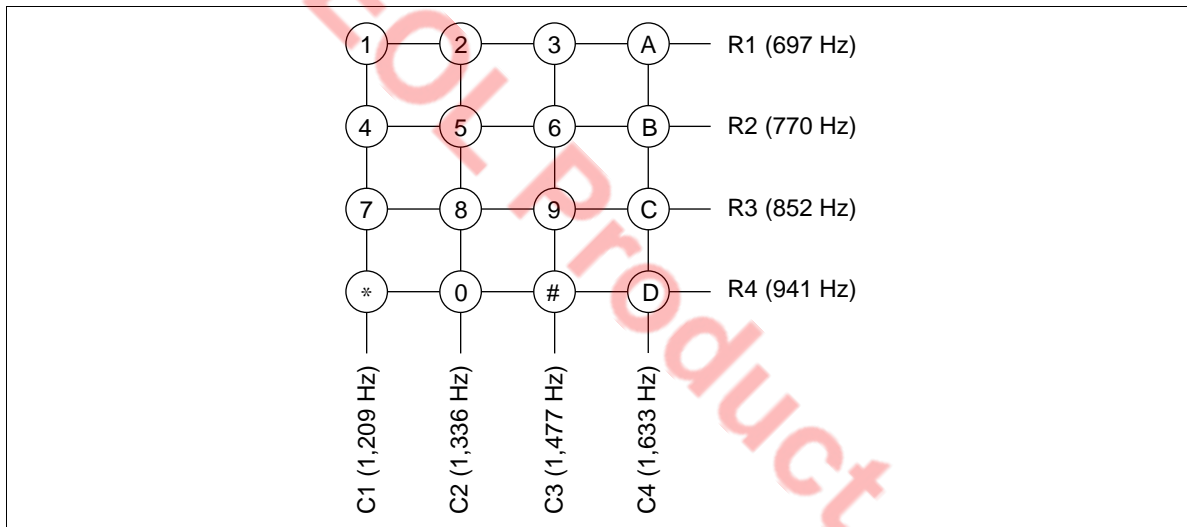 1 2 3 A R1 (697 Hz)
4 5 6 B R2 (770 Hz)
7 8 9 C R3 (852 Hz)
* 0 # D R4 (941 Hz)
C1 (1,209 Hz)
C2 (1,336 Hz)
C3 (1,477 Hz)
C4 (1,633 Hz)
EOL Product